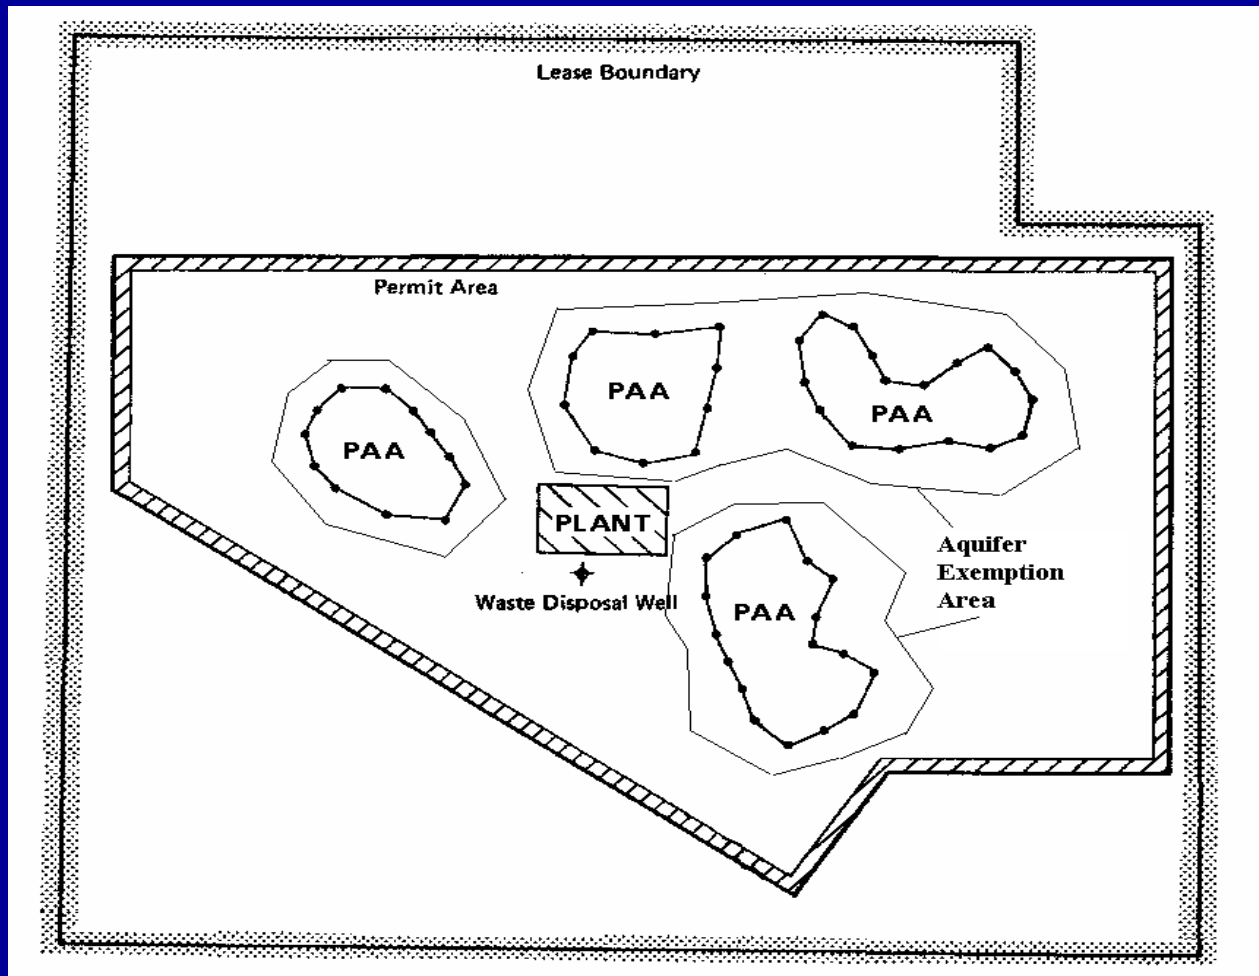 Lease Boundary
Permit Area
PAA
PAA
PAA
PLANT
Waste Disposal Well
PAA
Aquifer
Exemption
Area